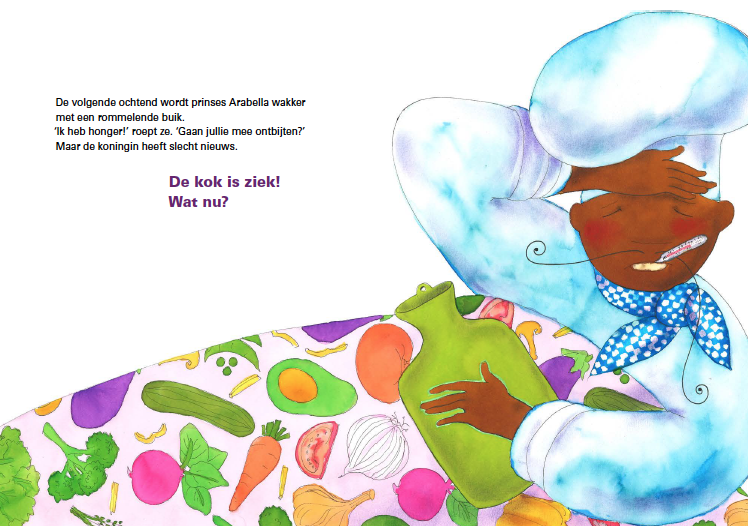 De volgende ochtend wordt prinses Arabella wakker
met een rommelende buik.
‘Ik heb honger!’ roept ze. ‘Gaan jullie mee ontbijten?’
Maar de koningin heeft slecht nieuws.
De kok is ziek!
Wat nu?